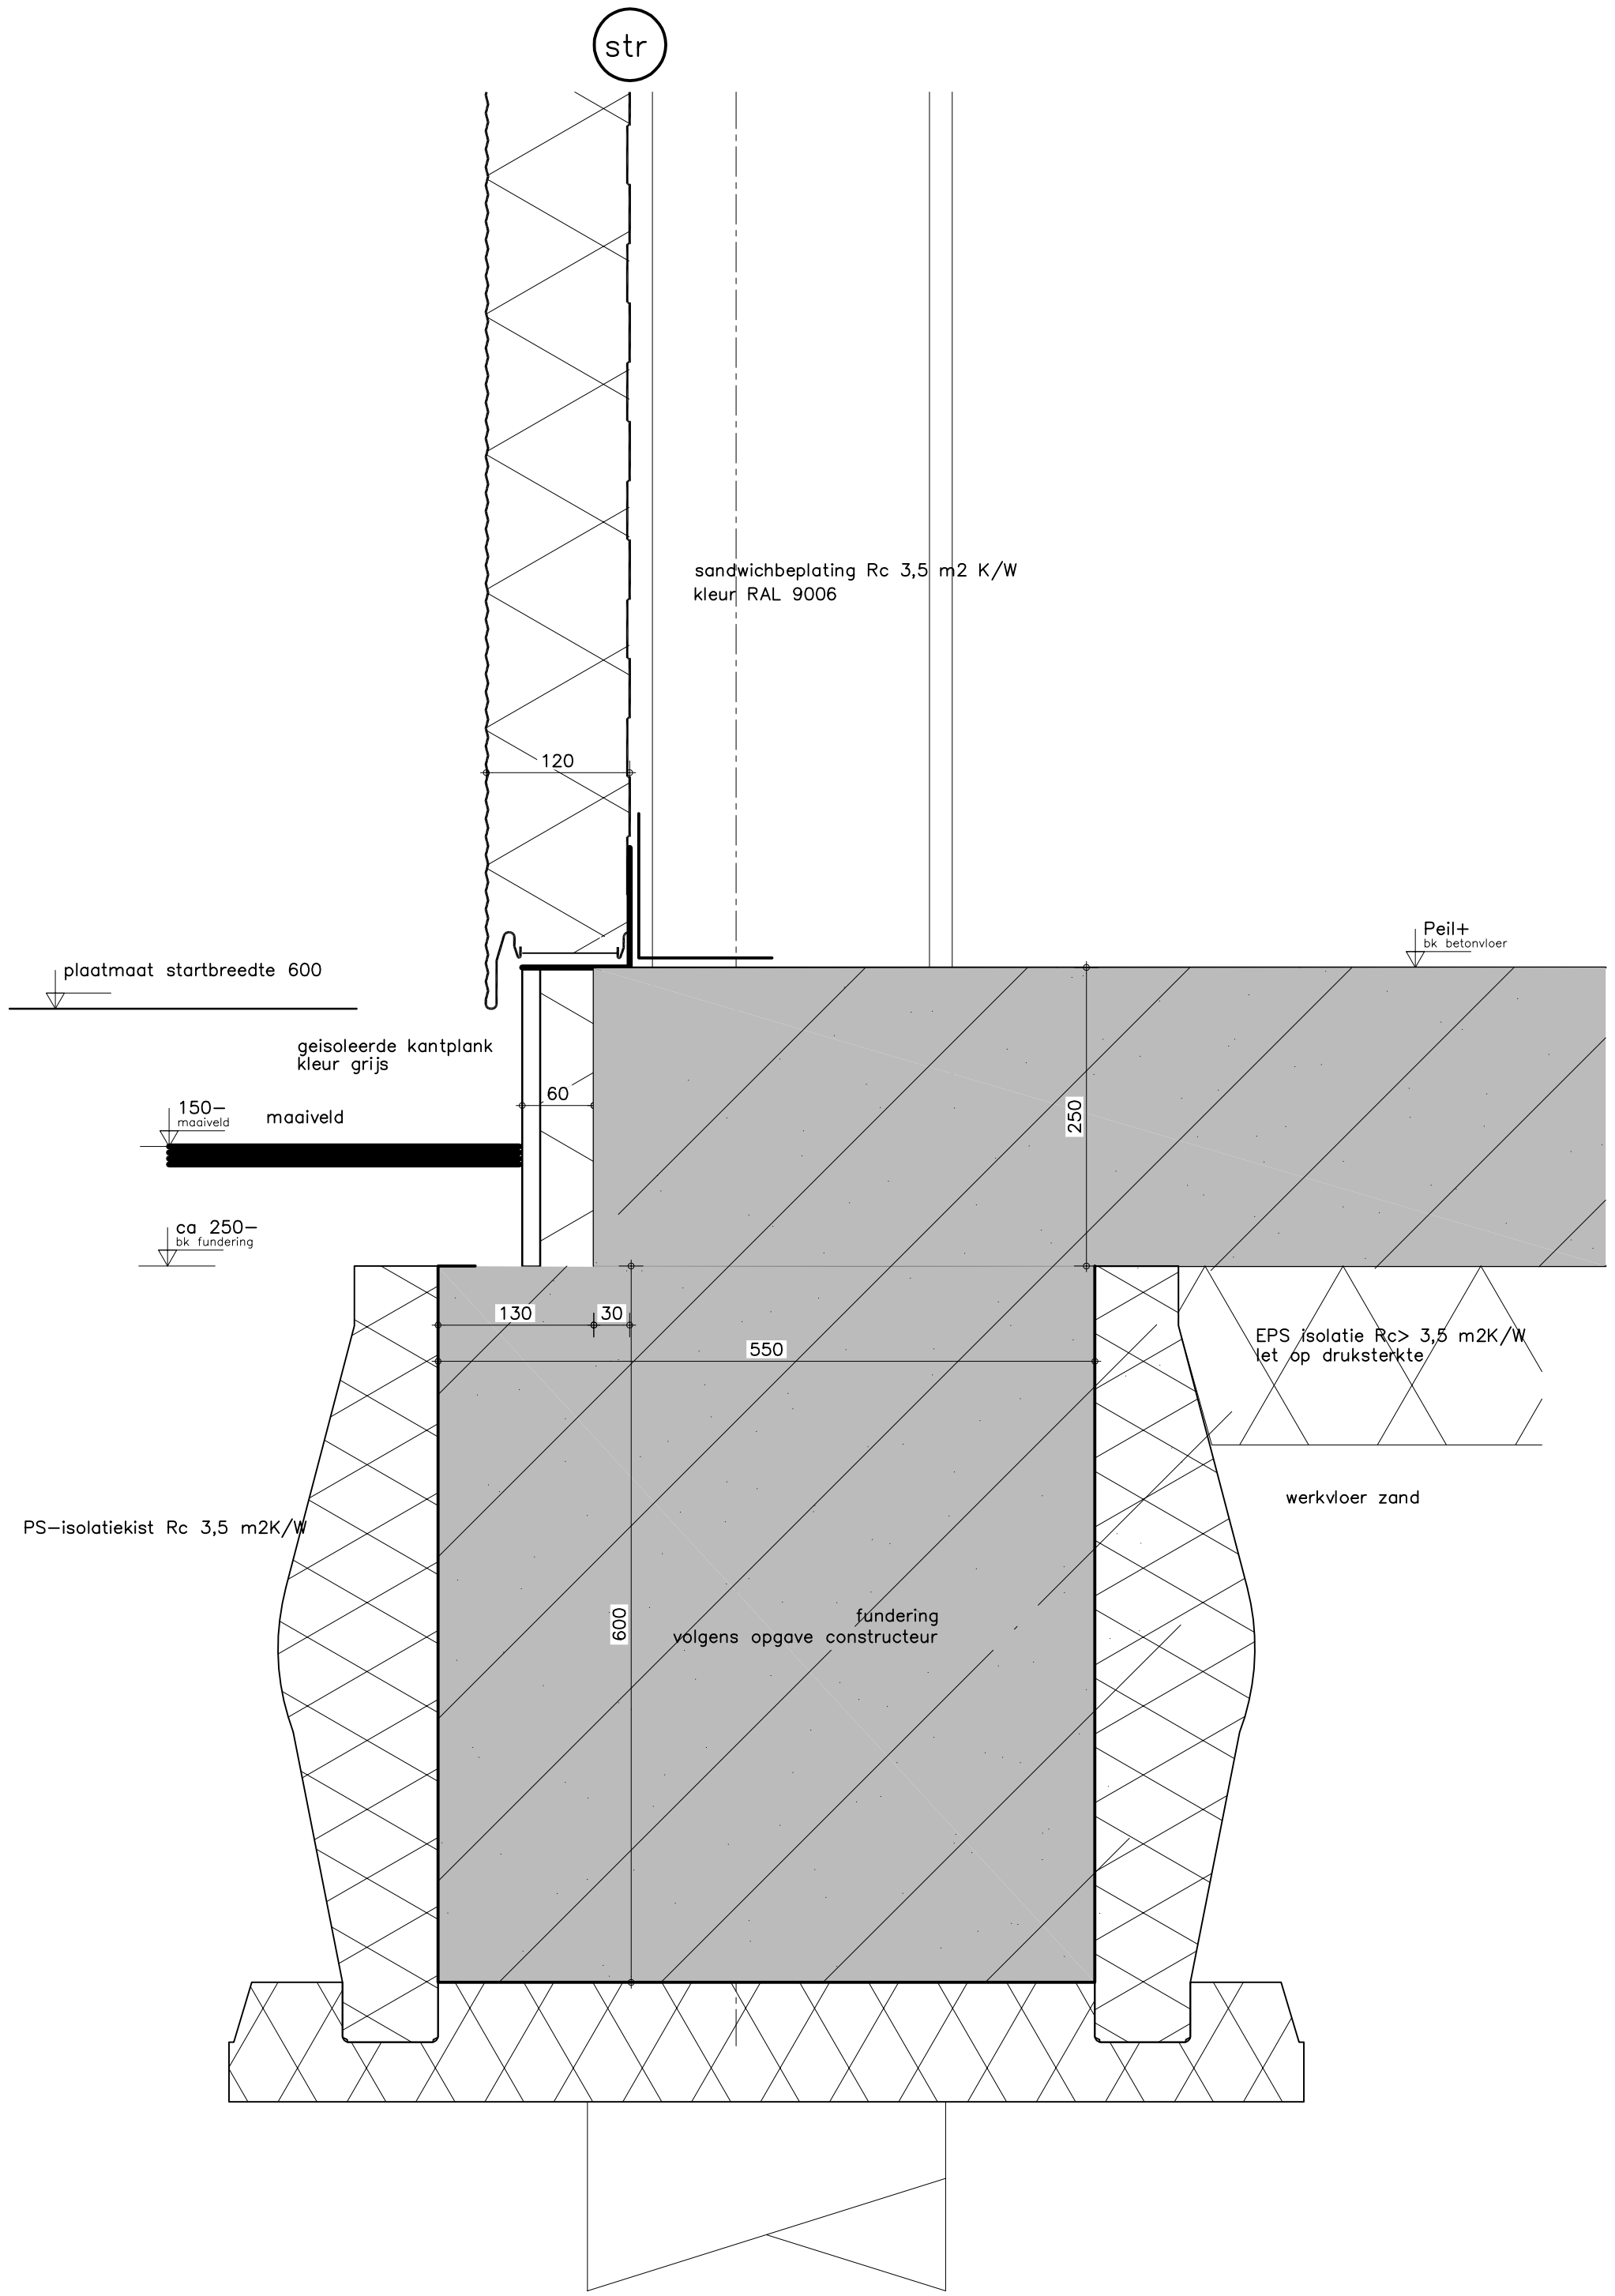 str
sandwichbeplating Rc 3,5 m2 K/W
kleur RAL 9006
120
Peil+
bk betonvloer
plaatmaat startbreedte 600
geisoleerde kantplank
kleur grijs
60
150-
maaiveld
maaiveld
250
ca 250-
bk fundering
130
30
550
EPS isolatie Rc> 3,5 m2K/W
let op druksterkte
werkvloer zand
PS-isolatiekist Rc 3,5 m2K/W
600
fundering
volgens opgave constructeur